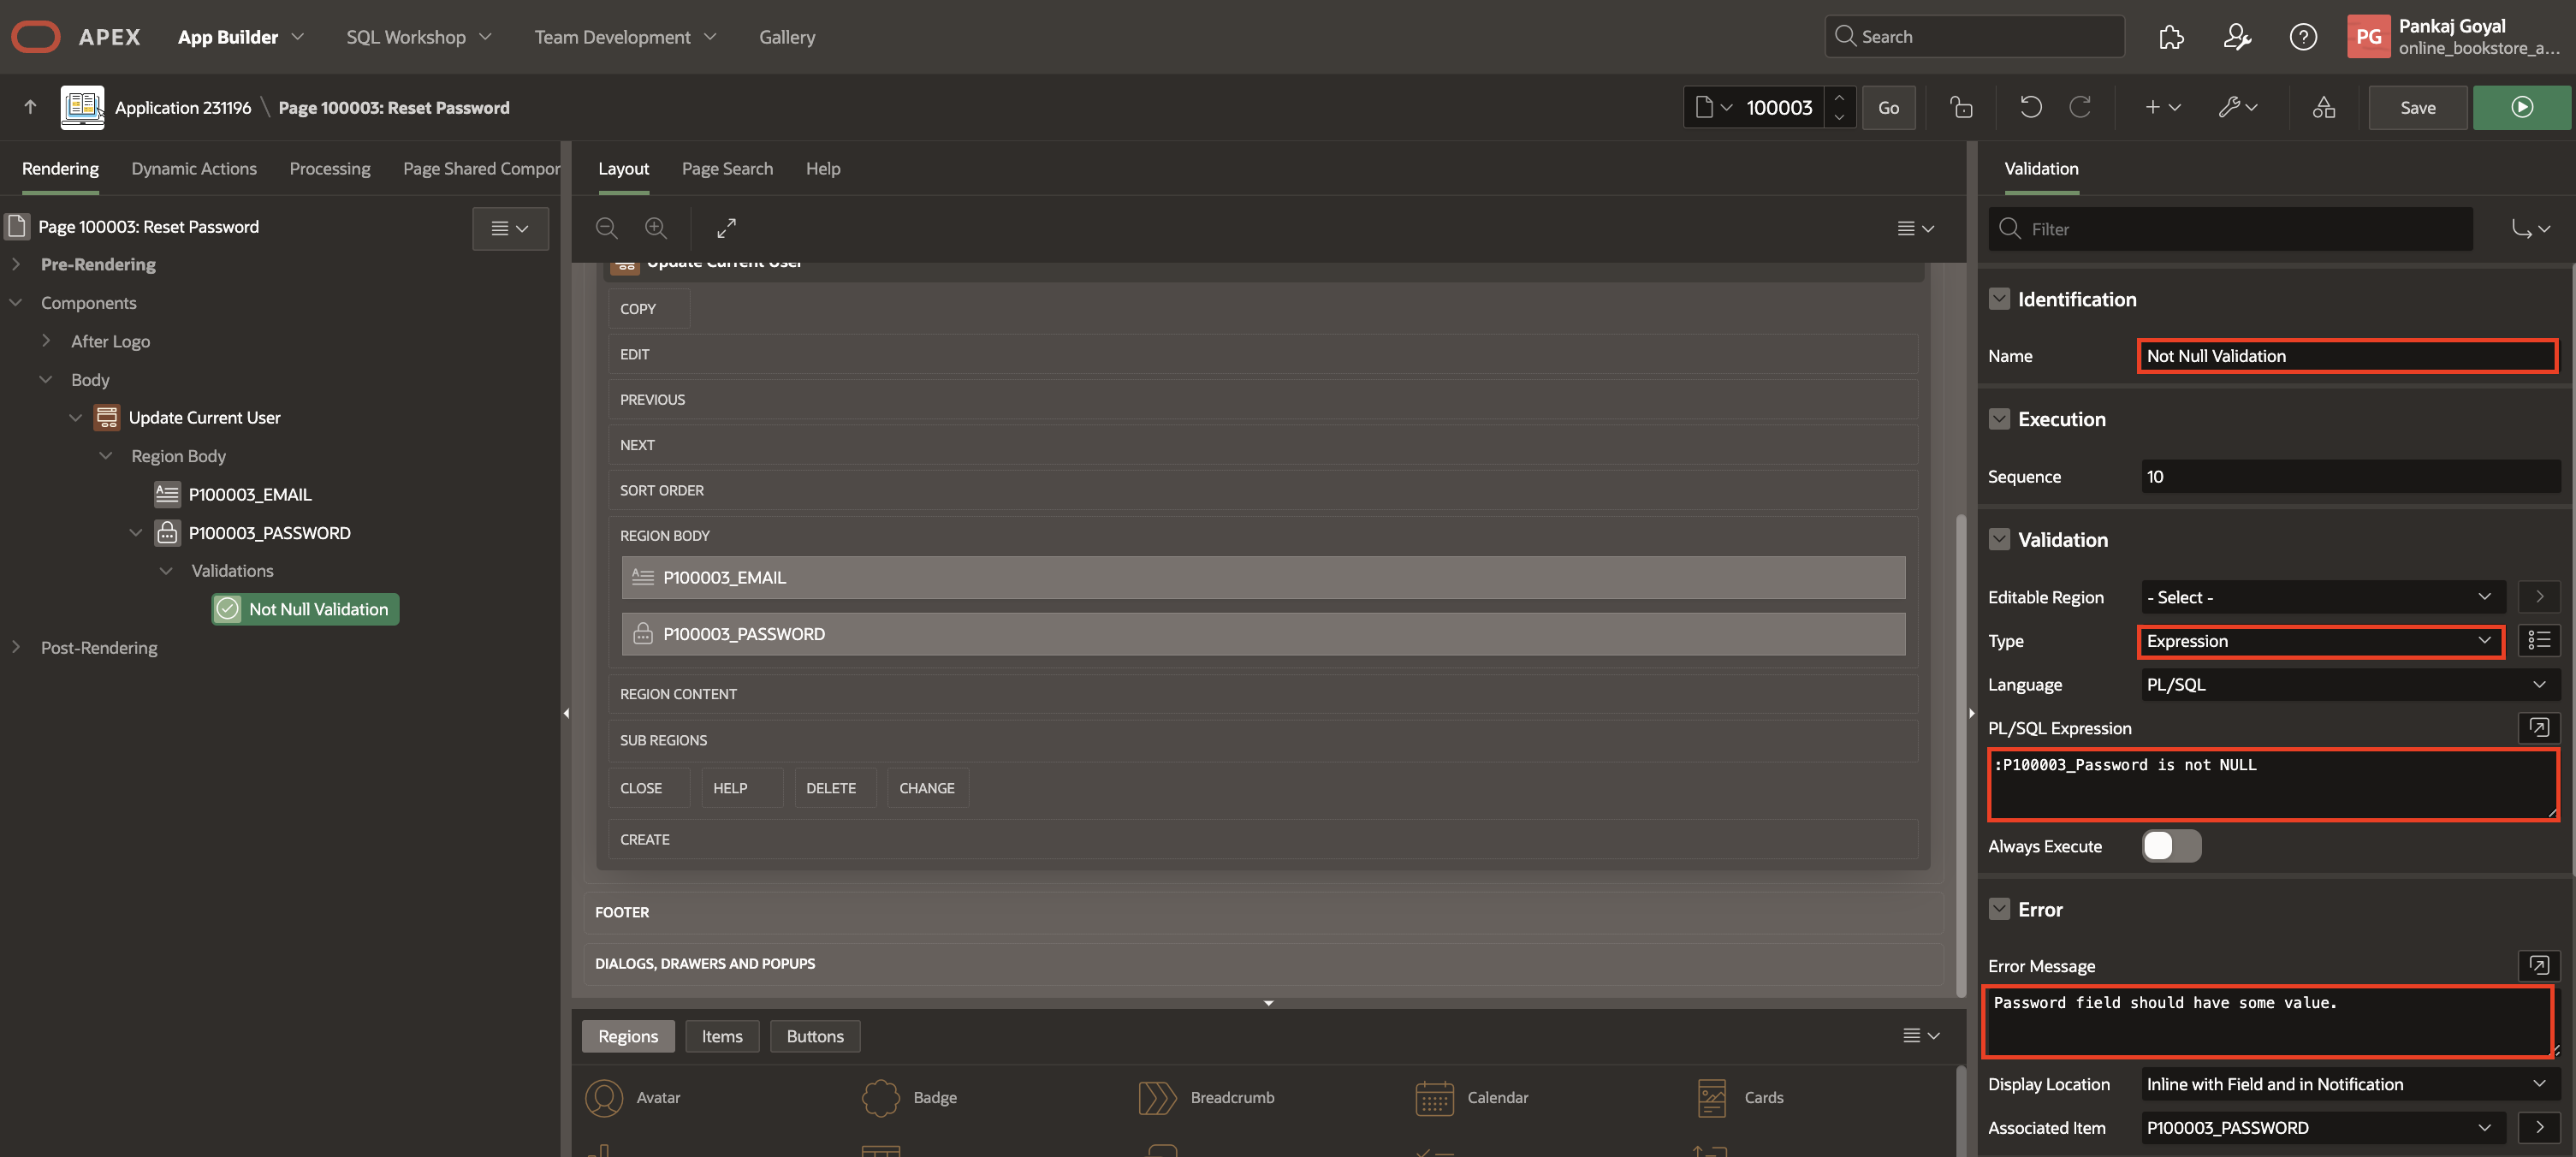 APEX App Builder SQL Workshop Team Development Gallery Search PG Pankaj Goyal
online_bookstore_a...
Application 231196 \ Page 100003: Reset Password 100003 Go Save
Rendering Dynamic Actions Processing Page Shared Compor
Layout Page Search Help
Validation
Page 100003: Reset Password
Pre-Rendering
Components
After Logo
Body
Update Current User
Region Body
P100003_EMAIL
P100003_PASSWORD
Validations
Not Null Validation
Post-Rendering
Update Current User
COPY
EDIT
PREVIOUS
NEXT
SORT ORDER
REGION BODY
P100003_EMAIL
P100003_PASSWORD
REGION CONTENT
SUB REGIONS
CLOSE HELP DELETE CHANGE
CREATE
FOOTER
DIALOGS, DRAWERS AND POPUPS
Regions Items Buttons
Avatar Badge Breadcrumb Calendar Cards
Filter
Identification
Name Not Null Validation
Execution
Sequence 10
Validation
Editable Region - Select -
Type Expression
Language PL/SQL
PL/SQL Expression
:P100003_Password is not NULL
Always Execute
Error
Error Message
Password field should have some value.
Display Location Inline with Field and in Notification
Associated Item P100003_PASSWORD